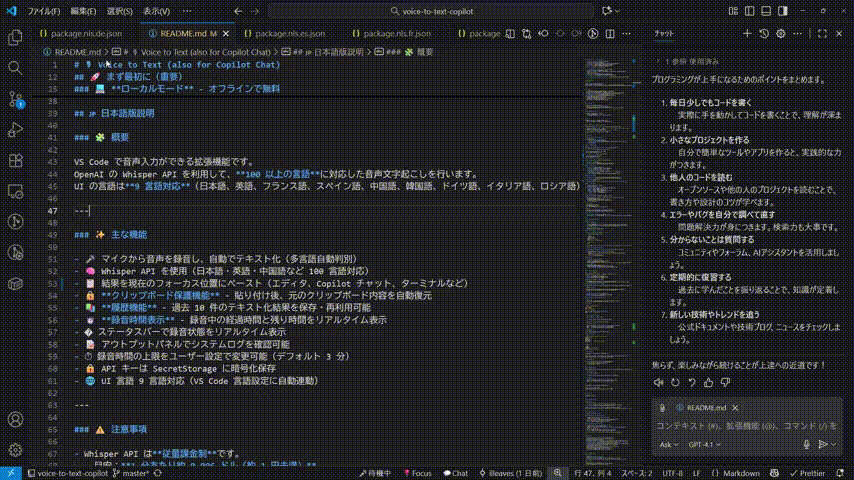 ファイル(F) 編集(E) 選択(S) 表示(V) ··· voice-to-text-copilot
package.nls.de.json README.md M package.nls.es.json package.nls.fr.json package
README.md > # 🎙 Voice to Text (also for Copilot Chat) > ## JP 日本語版説明 > ### 🧩 概要
1 # 🎙 Voice to Text (also for Copilot Chat)
12 ## 🚀 まず最初に（重要）
25 ### 💻 **ローカルモード** - オフラインで無料
38
39 ## JP 日本語版説明
40
41 ### 🧩 概要
42
43 VS Code で音声入力ができる拡張機能です。
44 OpenAI の Whisper API を利用して、**100 以上の言語**に対応した音声文字起こしを行います。
45 UI の言語は**9 言語対応**（日本語、英語、フランス語、スペイン語、中国語、韓国語、ドイツ語、イタリア語、ロシア語）
46
47 ---
48
49 ### ✨ 主な機能
50
51 - 🎤 マイクから音声を録音し、自動でテキスト化（多言語自動判別）
52 - 🧠 Whisper API を使用（日本語・英語・中国語など 100 言語対応）
53 - 📋 結果を現在のフォーカス位置にペースト（エディタ、Copilot チャット、ターミナルなど）
54 - 🔒 **クリップボード保護機能** - 貼り付け後、元のクリップボード内容を自動復元
55 - 📚 **履歴機能** - 過去 10 件のテキスト化結果を保存・再利用可能
56 - **録音時間表示** - 録音中の経過時間と残り時間をリアルタイム表示
57 - � ステータスバーで録音状態をリアルタイム表示
58 - アウトプットパネルでシステムログを確認可能
59 - ⏱ 録音時間の上限をユーザー設定で変更可能（デフォルト 3 分）
60 - 🔒 API キーは SecretStorage に暗号化保存
61 - 🌐 UI 言語 9 言語対応（VS Code 言語設定に自動連動）
62
63 ---
64
65 ### ⚠️ 注意事項
66
67 - Whisper API は**従量課金制**です。
チャット
> 1 参照 使用済み
プログラミングが上手になるためのポイントをまとめます。
1. 毎日少しでもコードを書く
実際に手を動かしてコードを書くことで、理解が深まります。
2. 小さなプロジェクトを作る
自分で簡単なツールやアプリを作ると、実践的な力がつきます。
3. 他人のコードを読む
オープンソースや他の人のプロジェクトを読むことで、書き方や設計のコツが学べます。
4. エラーやバグを自分で調べて直す
問題解決力が身につきます。検索力も大事です。
5. 分からないことは質問する
コミュニティやフォーラム、AIアシスタントを活用しましょう。
6. 定期的に復習する
過去に学んだことを振り返ることで、知識が定着します。
7. 新しい技術やトレンドを追う
公式ドキュメントや技術ブログ、ニュースをチェックしましょう。
焦らず、楽しみながら続けることが上達への近道です！
README.md
コンテキスト (#)、拡張機能 (@)、コマンド (/) を
Ask GPT-4.1
voice-to-text-copilot master* 待機中 Focus Chat illeaves (1 日前) 行 47、列 4 スペース: 2 UTF-8 LF Markdown Prettier